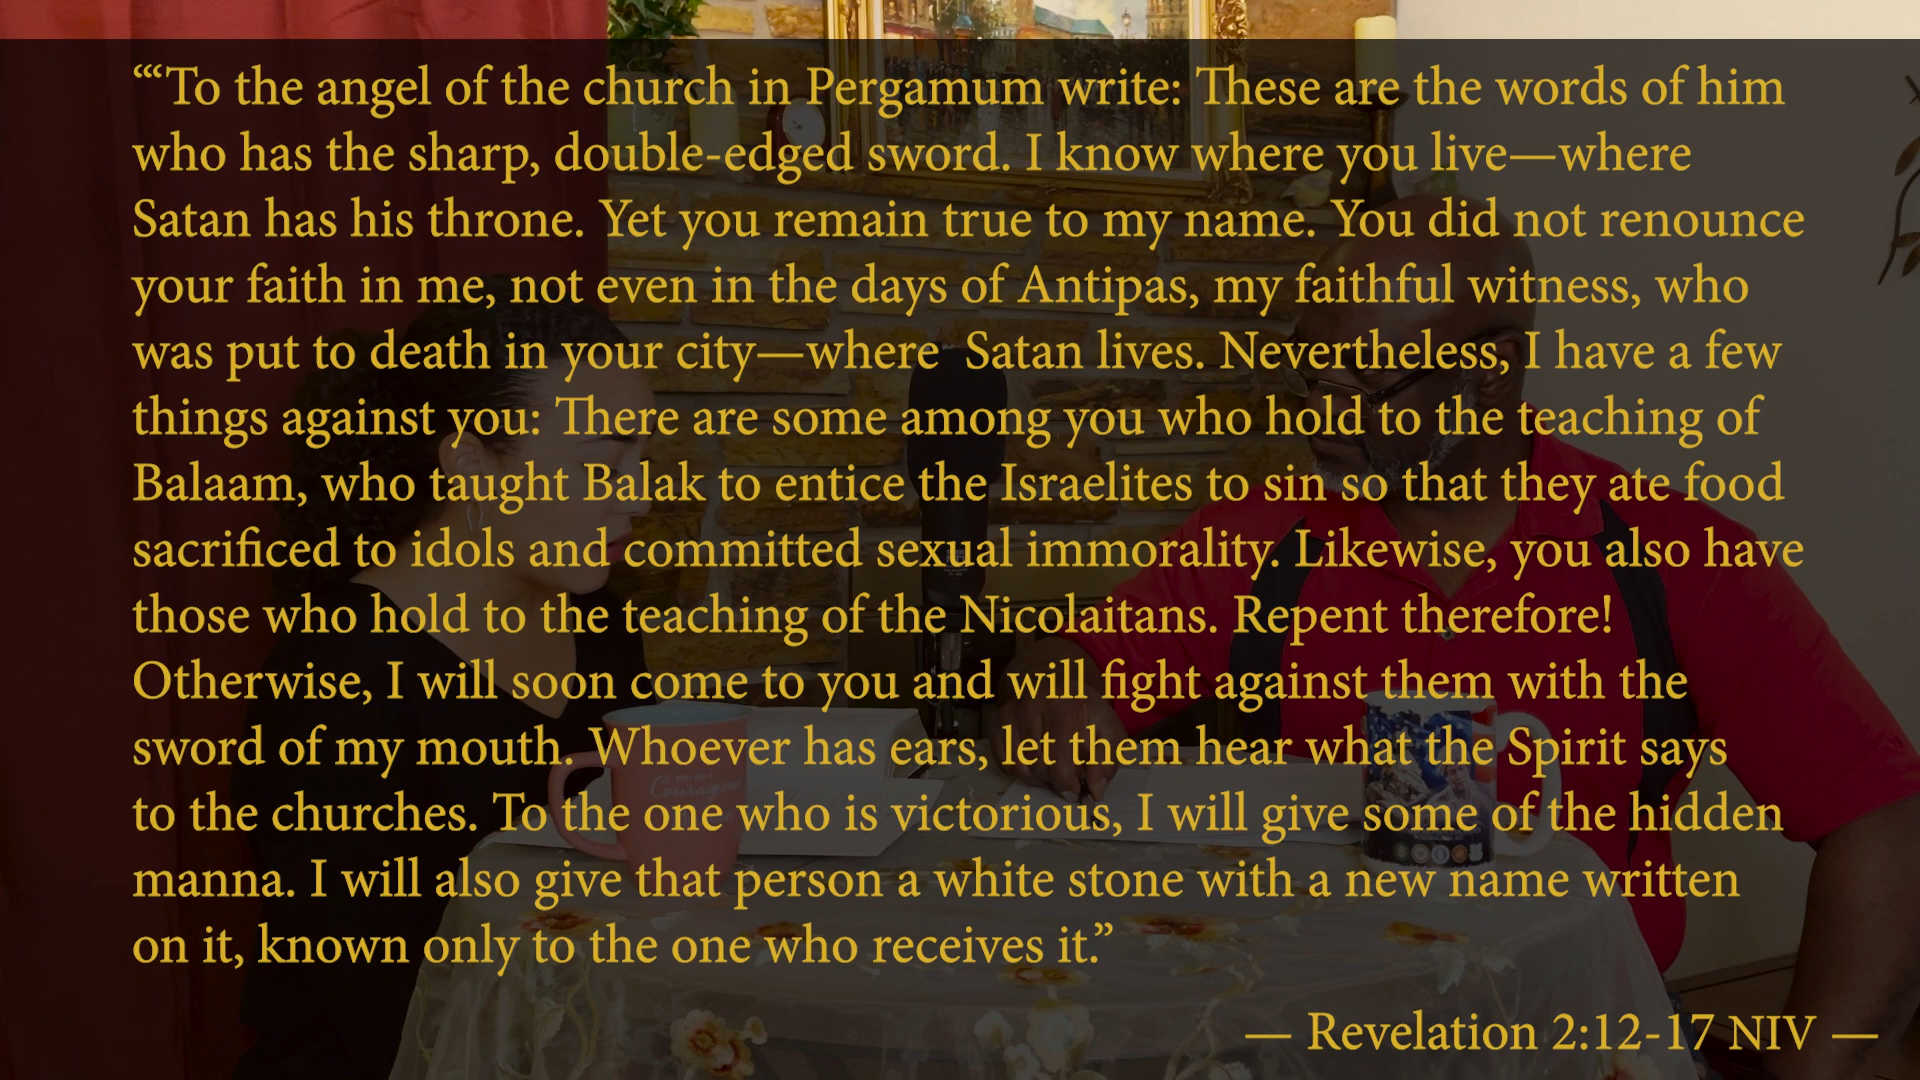 “‘“To the angel of the church in Pergamum write: These are the words of him
who has the sharp, double-edged sword. I know where you live—where
Satan has his throne. Yet you remain true to my name. You did not renounce
your faith in me, not even in the days of Antipas, my faithful witness, who
was put to death in your city—where  Satan lives. Nevertheless, I have a few
things against you: There are some among you who hold to the teaching of
Balaam, who taught Balak to entice the Israelites to sin so that they ate food
sacrificed to idols and committed sexual immorality. Likewise, you also have
those who hold to the teaching of the Nicolaitans. Repent therefore!
Otherwise, I will soon come to you and will fight against them with the
sword of my mouth. Whoever has ears, let them hear what the Spirit says
to the churches. To the one who is victorious, I will give some of the hidden
manna. I will also give that person a white stone with a new name written
on it, known only to the one who receives it.”
— Revelation 2:12-17 NIV —
Courageous